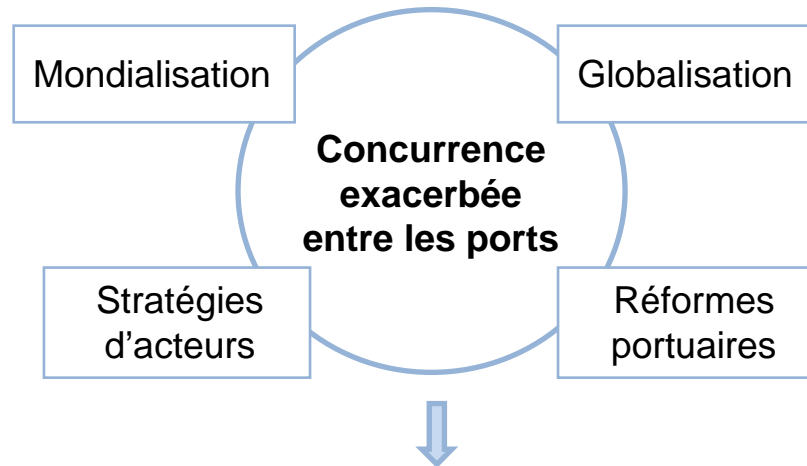 Mondialisation
Globalisation
Concurrence
exacerbée
entre les ports
Stratégies
d’acteurs
Réformes
portuaires